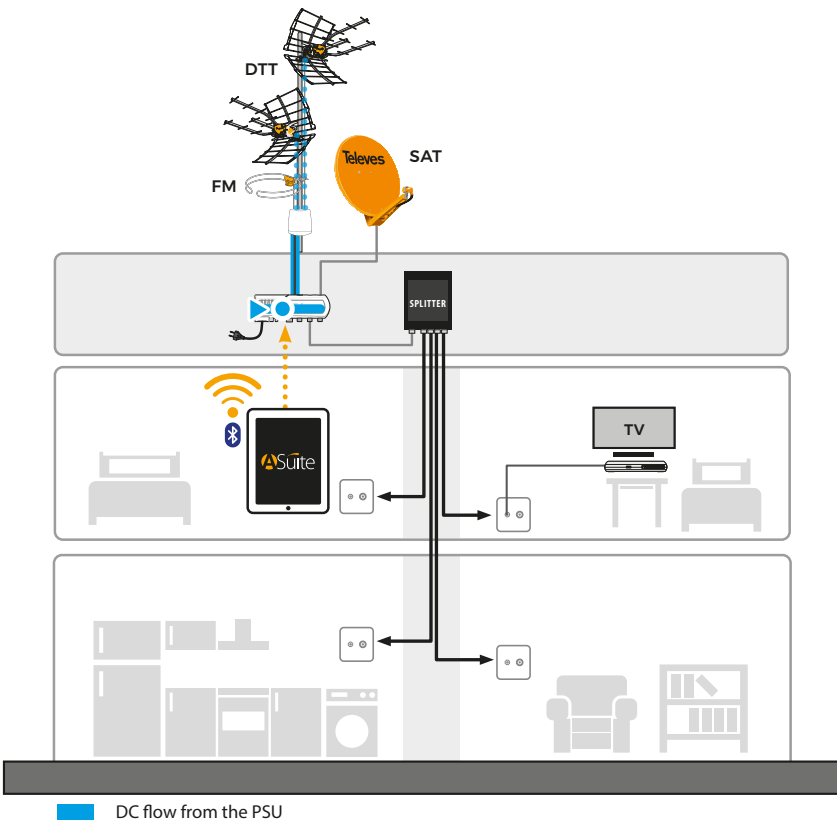 DTT
Televes
SAT
FM
SPLITTER
TV
ASuite
DC flow from the PSU